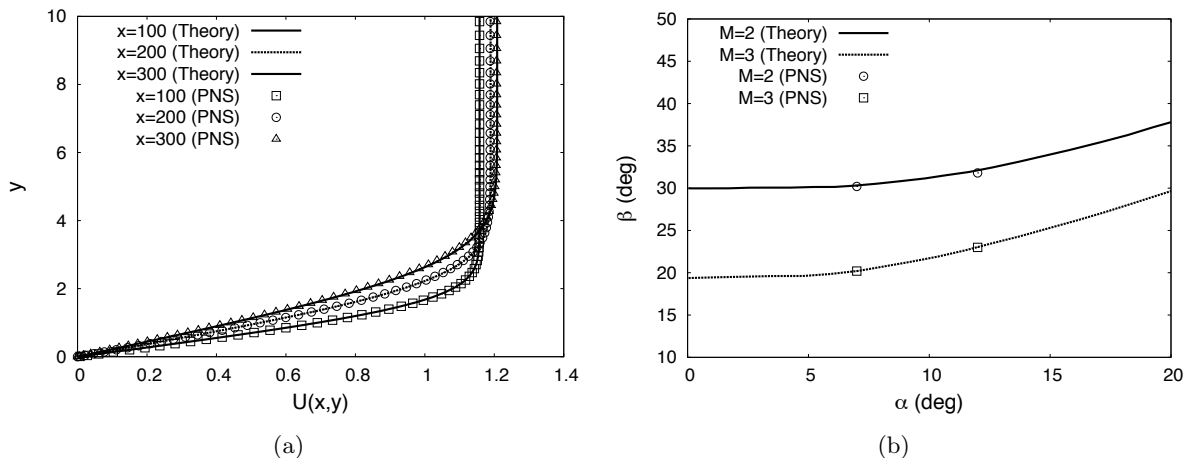 10
8
6
4
2
0
y
0
0.2
0.4
0.6
0.8
1
1.2
1.4
U(x,y)
x=100 (Theory)
x=200 (Theory)
x=300 (Theory)
x=100 (PNS)
x=200 (PNS)
x=300 (PNS)
(a)
50
45
40
35
30
25
20
15
10
β (deg)
0
5
10
15
20
α (deg)
M=2 (Theory)
M=3 (Theory)
M=2 (PNS)
M=3 (PNS)
(b)